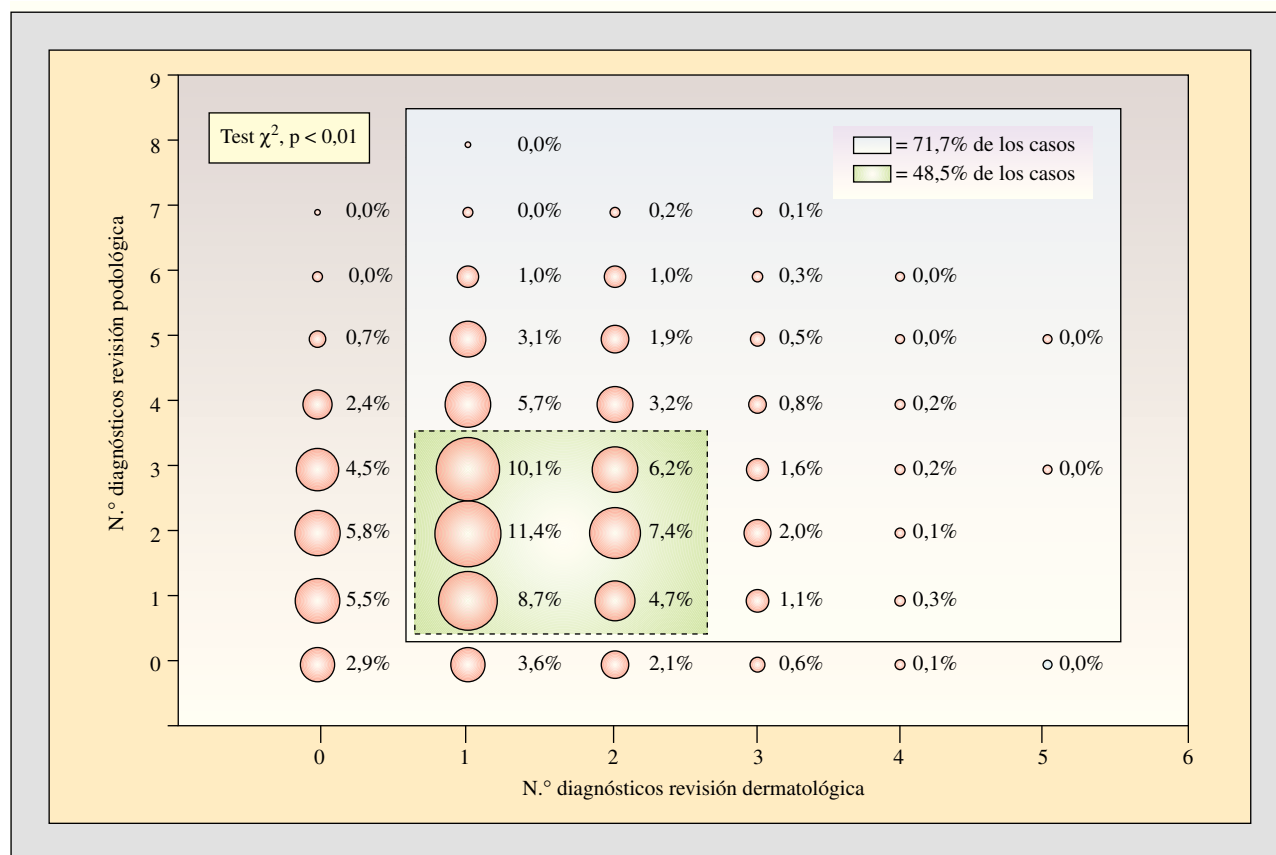 9
Test χ², p < 0,01
= 71,7% de los casos
= 48,5% de los casos
8 0,0%
7 0,0% 0,0% 0,2% 0,1%
6 0,0% 1,0% 1,0% 0,3% 0,0%
5 0,7% 3,1% 1,9% 0,5% 0,0% 0,0%
4 2,4% 5,7% 3,2% 0,8% 0,2%
3 4,5% 10,1% 6,2% 1,6% 0,2% 0,0%
2 5,8% 11,4% 7,4% 2,0% 0,1%
1 5,5% 8,7% 4,7% 1,1% 0,3%
0 2,9% 3,6% 2,1% 0,6% 0,1% 0,0%
N.° diagnósticos revisión podológica
0 1 2 3 4 5 6
N.° diagnósticos revisión dermatológica